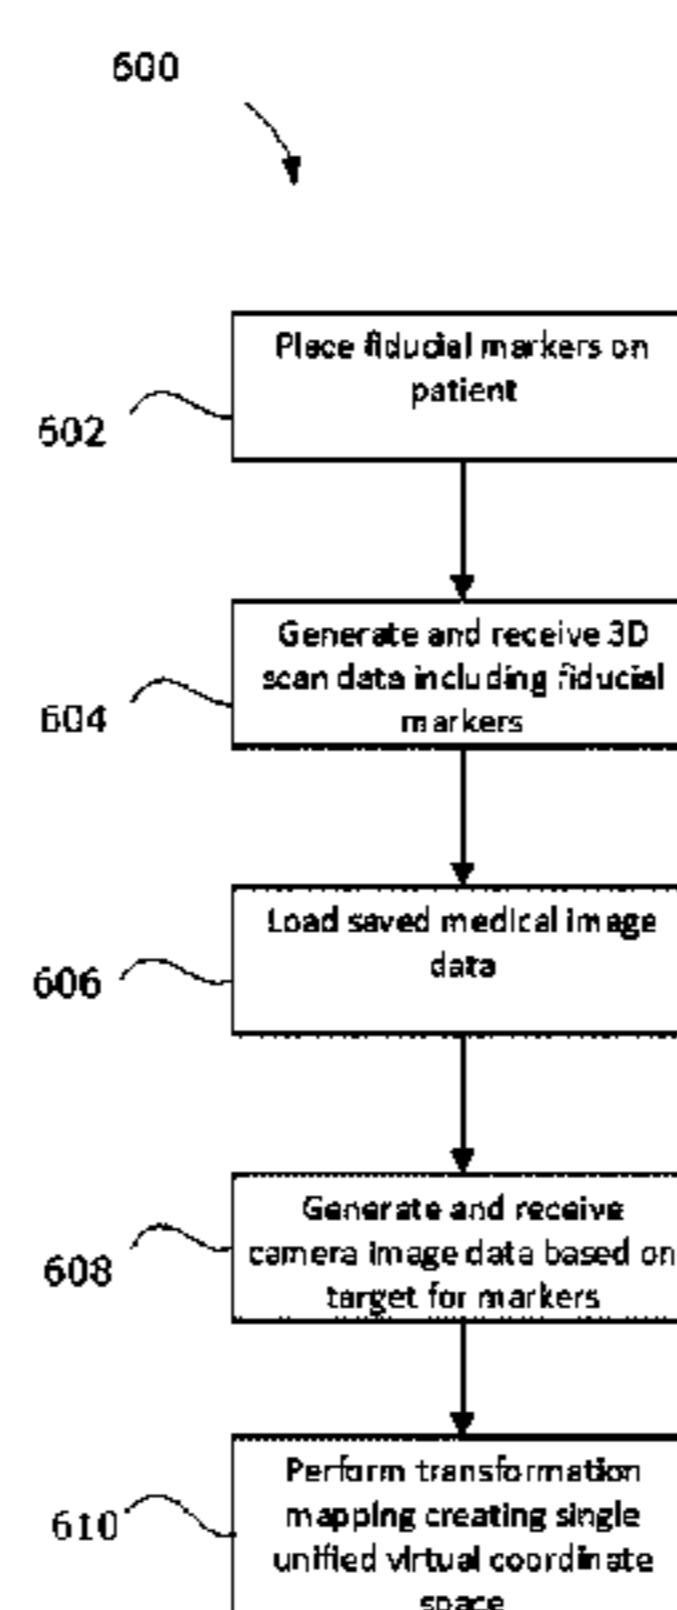 600
602
Place fiducial markers on
patient
604
Generate and receive 3D
scan data including fiducial
markers
606
Load saved medical image
data
608
Generate and receive
camera image data based on
target for markers
610
Perform transformation
mapping creating single
unified virtual coordinate
space